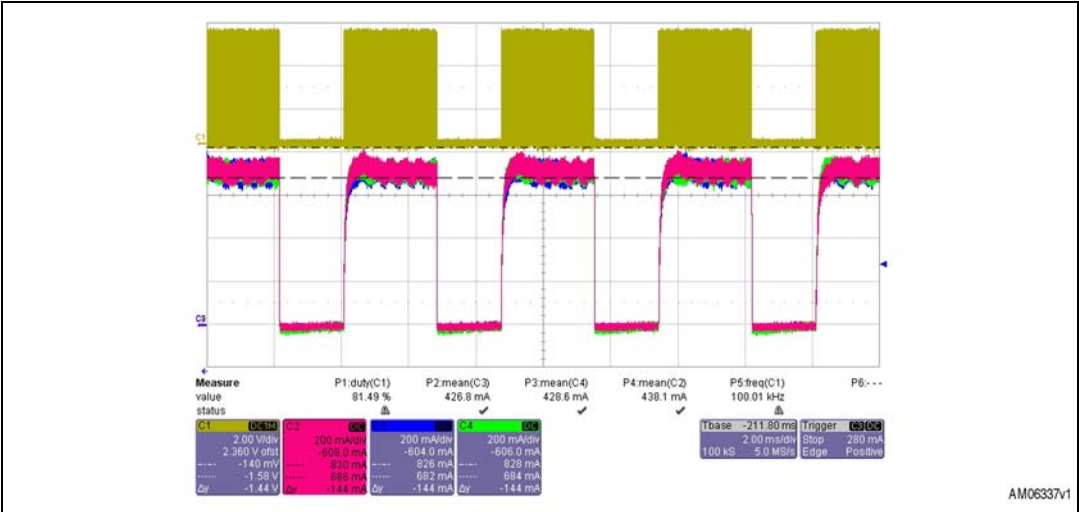 C1
C3
Measure P1:duty(C1) P2:mean(C3) P3:mean(C4) P4:mean(C2) P5:freq(C1) P6:- - -
value 81.49 % 426.8 mA 428.6 mA 438.1 mA 100.01 kHz
status
C1 DC1M
2.00 V/div
2.360 V ofst
-140 mV
-1.58 V
Δy -1.44 V
C2 DC
200 mA/div
-608.0 mA
830 mA
686 mA
Δy -144 mA
200 mA/div
-604.0 mA
826 mA
682 mA
Δy -144 mA
C4 DC
200 mA/div
-606.0 mA
828 mA
684 mA
Δy -144 mA
Tbase -211.80 ms
2.00 ms/div
100 kS 5.0 MS/s
Trigger C3 DC
Stop 280 mA
Edge Positive
AM06337v1